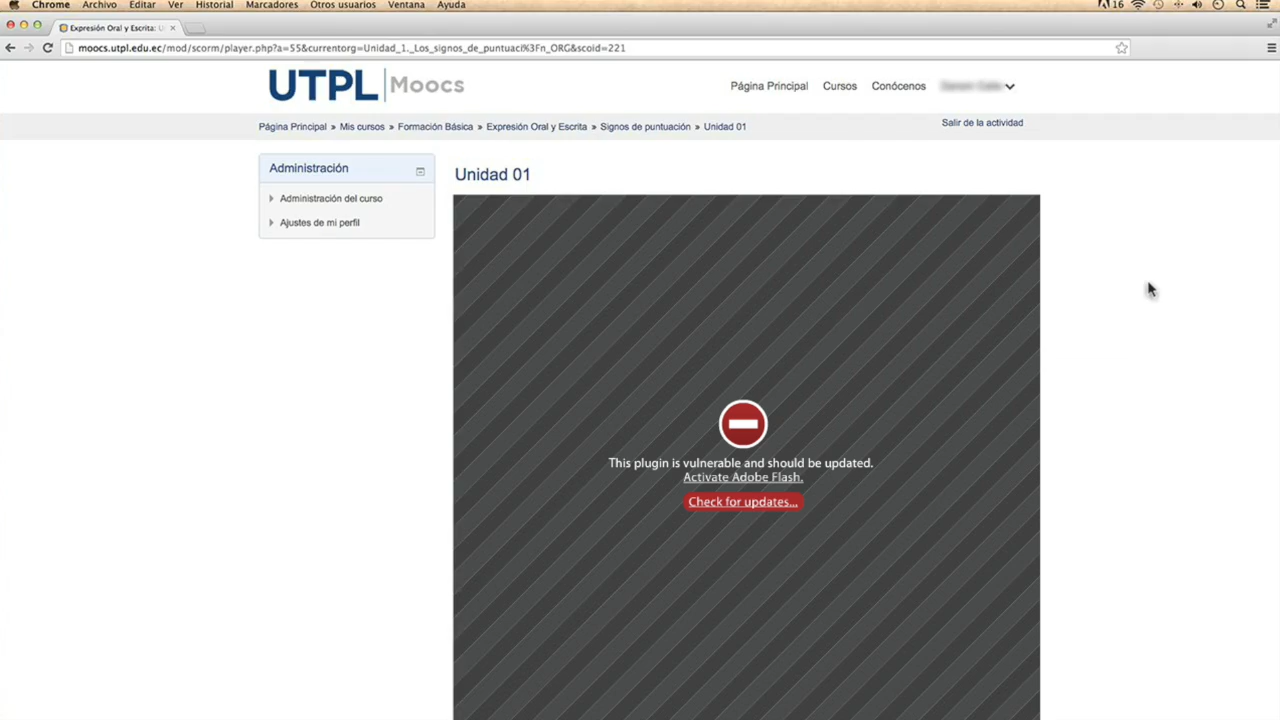 Chrome Archivo Editar Ver Historial Marcadores Otros usuarios Ventana Ayuda 16
Expresión Oral y Escrita: U
moocs.utpl.edu.ec/mod/scorm/player.php?a=55&currentorg=Unidad_1._Los_signos_de_puntuaci%3Fn_ORG&scoid=221
UTPL Moocs
Página Principal Cursos Conócenos
Página Principal » Mis cursos » Formación Básica » Expresión Oral y Escrita » Signos de puntuación » Unidad 01
Salir de la actividad
Administración
Administración del curso
Ajustes de mi perfil
Unidad 01
This plugin is vulnerable and should be updated.
Activate Adobe Flash.
Check for updates...